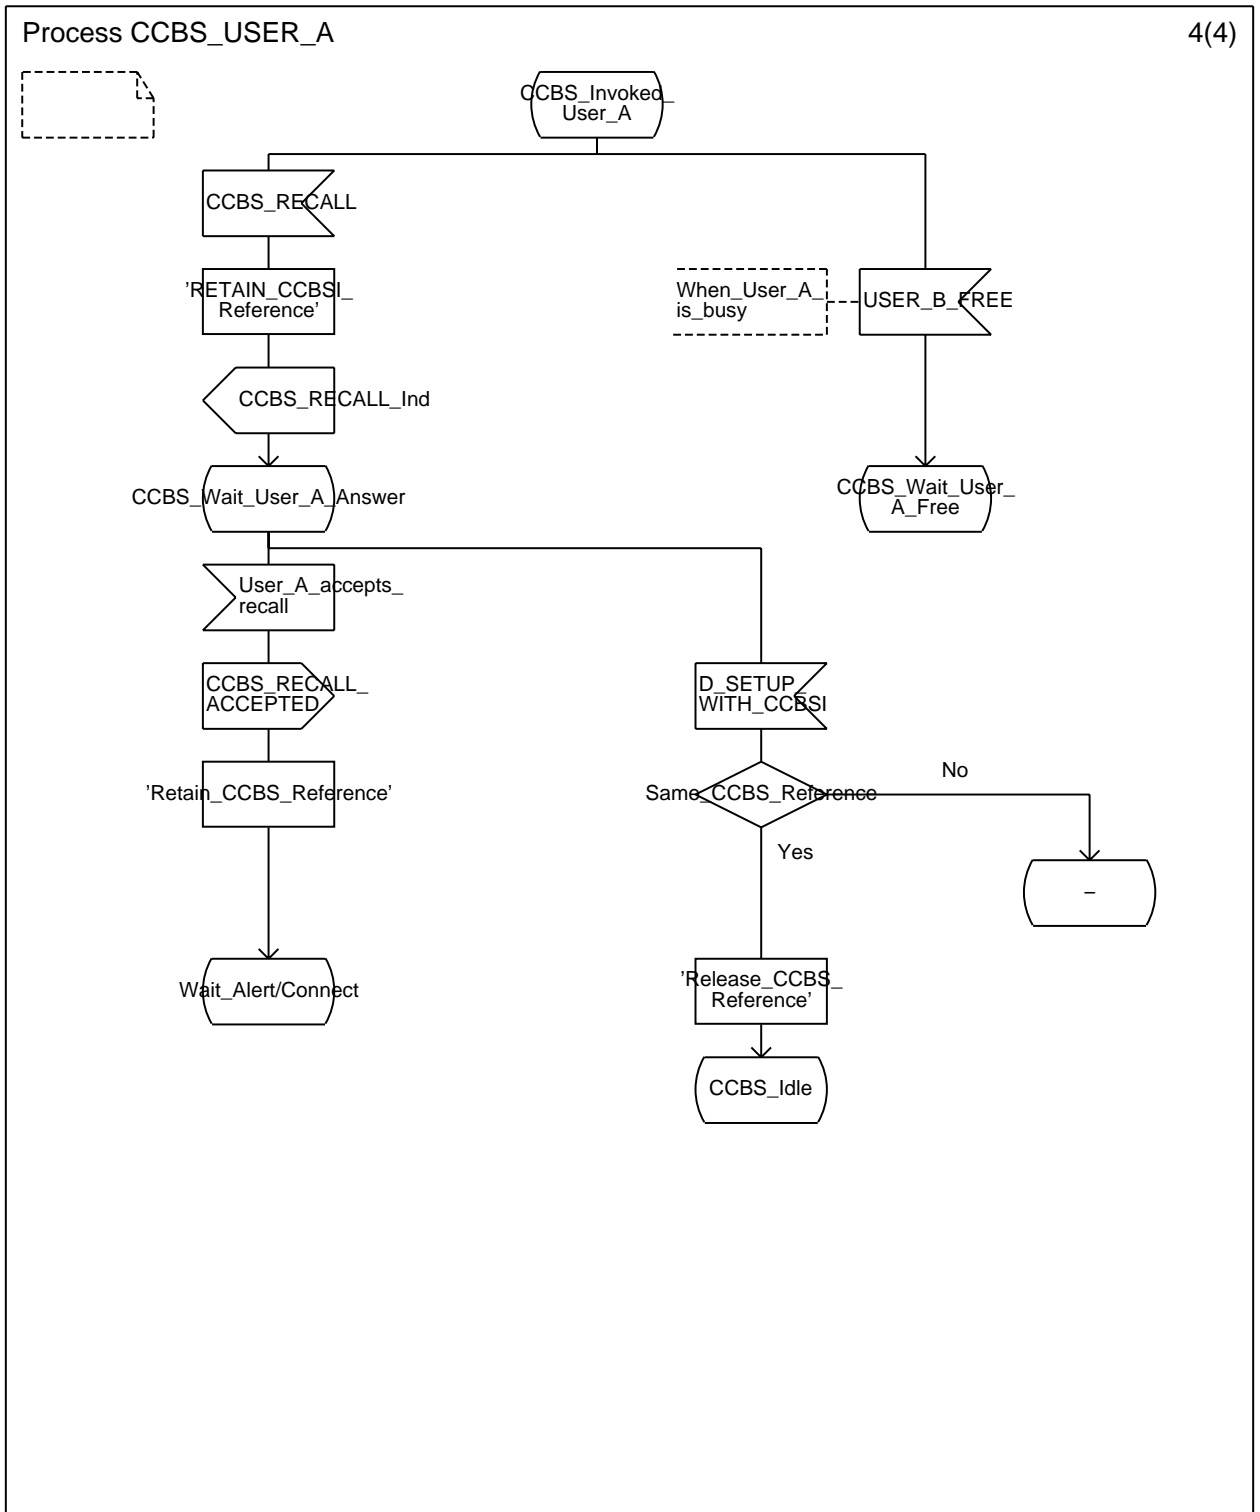 Process CCBS_USER_A
4(4)
CCBS_Invoked_
User_A
CCBS_RECALL
'RETAIN_CCBSI_
Reference'
When_User_A_
is_busy
USER_B_FREE
CCBS_RECALL_Ind
CCBS_Wait_User_A_Answer
CCBS_Wait_User_
A_Free
User_A_accepts_
recall
CCBS_RECALL_
ACCEPTED
D_SETUP_
WITH_CCBSI
'Retain_CCBS_Reference'
Same_CCBS_Reference
No
Yes
–
Wait_Alert/Connect
'Release_CCBS_
Reference'
CCBS_Idle